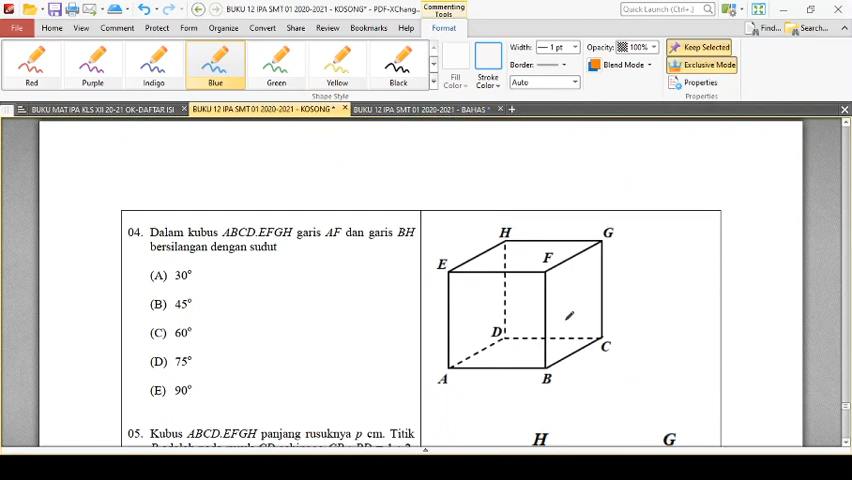 BUKU 12 IPA SMT 01 2020-2021 - KOSONG* - PDF-XChang
Commenting Tools
Quick Launch (Ctrl+.)
File
Home
View
Comment
Protect
Form
Organize
Convert
Share
Review
Bookmarks
Help
Format
Find...
Search...
Red
Purple
Indigo
Blue
Green
Yellow
Black
Shape Style
Fill Color
Stroke Color
Width: 1 pt
Border:
Auto
Opacity: 100%
Blend Mode
Keep Selected
Exclusive Mode
Properties
Properties
BUKU MAT IPA KLS XII 20-21 OK-DAFTAR ISI
BUKU 12 IPA SMT 01 2020-2021 - KOSONG *
BUKU 12 IPA SMT 01 2020-2021 - BAHAS *
04. Dalam kubus ABCD.EFGH garis AF dan garis BH
bersilangan dengan sudut
(A) 30°
(B) 45°
(C) 60°
(D) 75°
(E) 90°
H G
E F
D C
A B
05. Kubus ABCD.EFGH panjang rusuknya p cm. Titik
H G